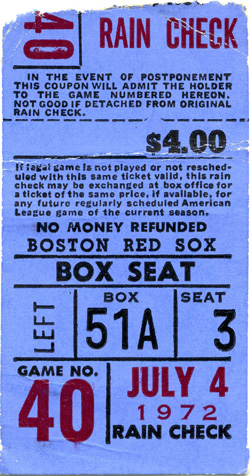 40
RAIN CHECK
IN THE EVENT OF POSTPONEMENT
THIS COUPON WILL ADMIT THE HOLDER
TO THE GAME NUMBERED HEREON.
NOT GOOD IF DETACHED FROM ORIGINAL
RAIN CHECK.
$4.00
If lagal game is not played or not resched-
uled with this same ticket valid, this rain
check may be exchanged at box office for
a ticket of the same price, if available, for
any future regularly scheduled American
League game of the current season.
NO MONEY REFUNDED
BOSTON RED SOX
BOX SEAT
LEFT
BOX
51A
SEAT
3
GAME NO.
40
JULY 4
1972
RAIN CHECK